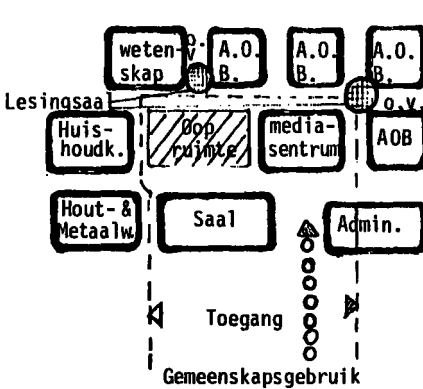 weten-
skap
o.
v
A.O.
B.
A.O.
B.
A.O.
B.
Lesingsaal
o.v.
Huis-
houdk.
Oop
ruimte
media-
sentrum
AOB
Hout- &
Metaalw.
Saal
Admin.
Toegang
Gemeenskapsgebruik